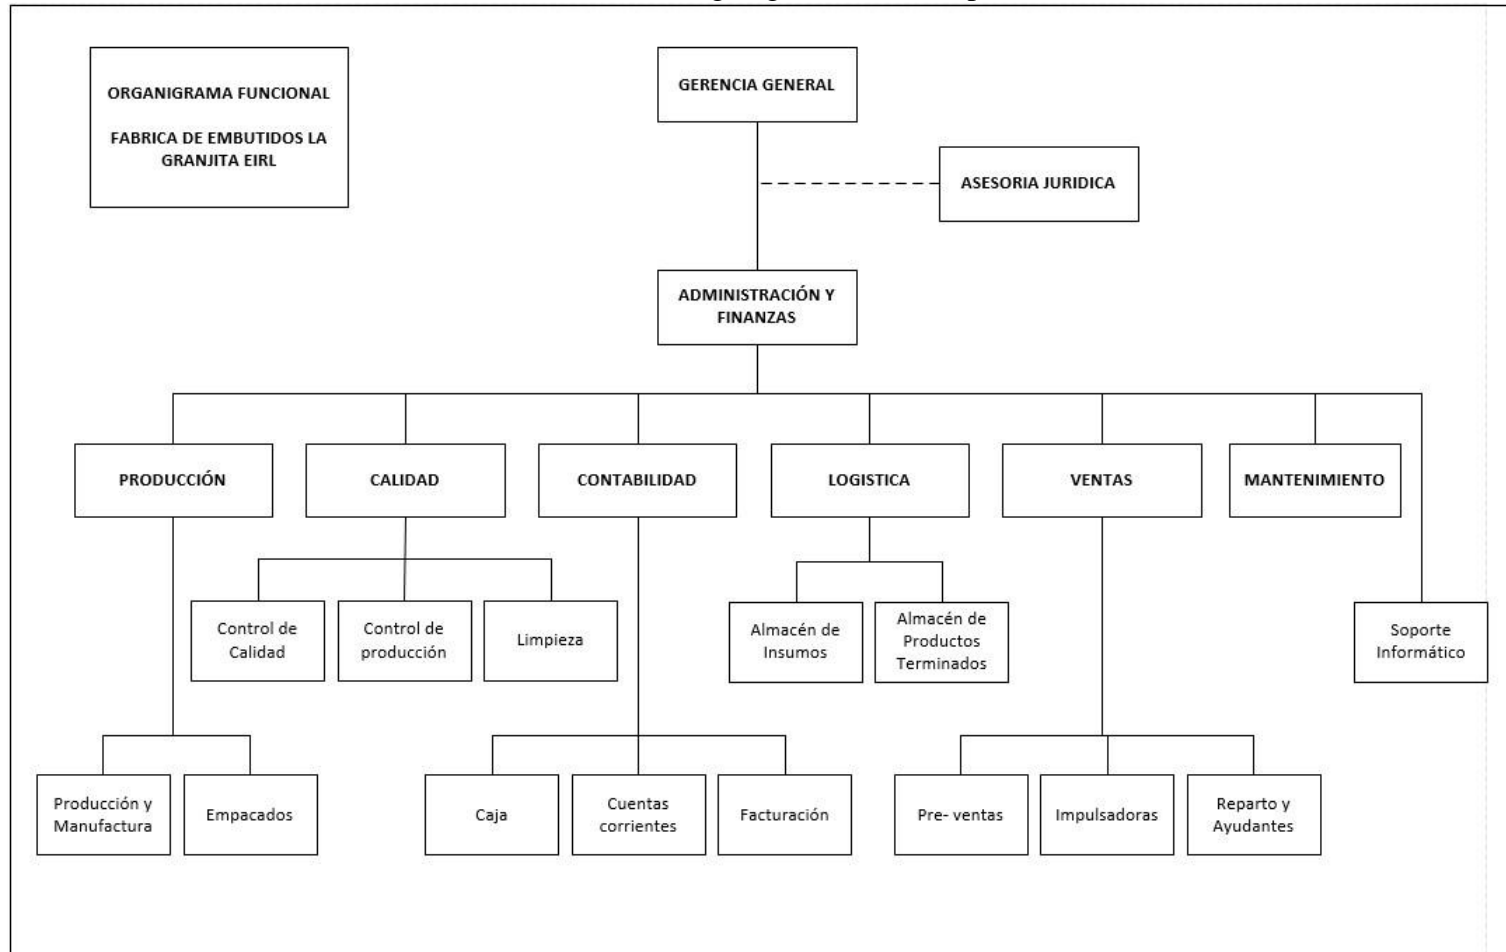 ORGANIGRAMA FUNCIONAL
FABRICA DE EMBUTIDOS LA
GRANJITA EIRL
GERENCIA GENERAL
ASESORIA JURIDICA
ADMINISTRACIÓN Y
FINANZAS
PRODUCCIÓN
CALIDAD
CONTABILIDAD
LOGISTICA
VENTAS
MANTENIMIENTO
Control de
Calidad
Control de
producción
Limpieza
Almacén de
Insumos
Almacén de
Productos
Terminados
Soporte
Informático
Producción y
Manufactura
Empacados
Caja
Cuentas
corrientes
Facturación
Pre- ventas
Impulsadoras
Reparto y
Ayudantes